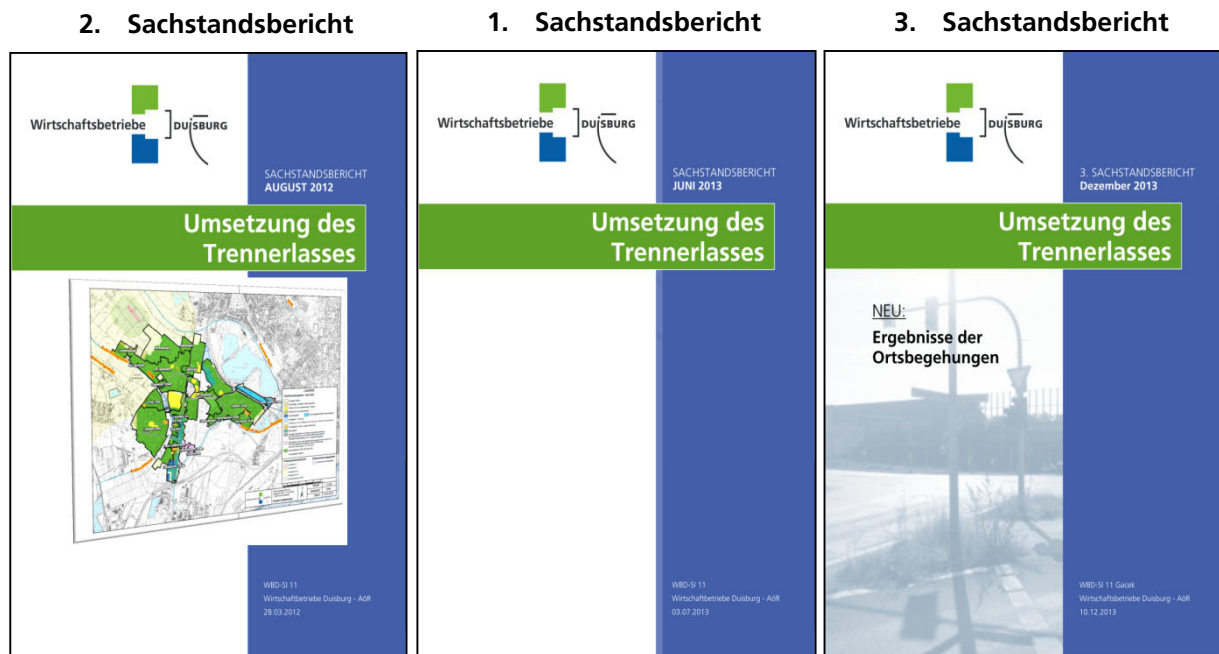 2. Sachstandsbericht
Wirtschaftsbetriebe DUISBURG
SACHSTANDSBERICHT
AUGUST 2012
Umsetzung des
Trennerlasses
WBD-SI 11
Wirtschaftbetriebe Duisburg - AöR
28.03.2012
1. Sachstandsbericht
Wirtschaftsbetriebe DUISBURG
SACHSTANDSBERICHT
JUNI 2013
Umsetzung des
Trennerlasses
WBD-SI 11
Wirtschaftbetriebe Duisburg - AöR
03.07.2013
3. Sachstandsbericht
Wirtschaftsbetriebe DUISBURG
3. SACHSTANDSBERICHT
Dezember 2013
Umsetzung des
Trennerlasses
NEU:
Ergebnisse der
Ortsbegehungen
WBD-SI 11 Gacek
Wirtschaftsbetriebe Duisburg - AöR
10.12.2013